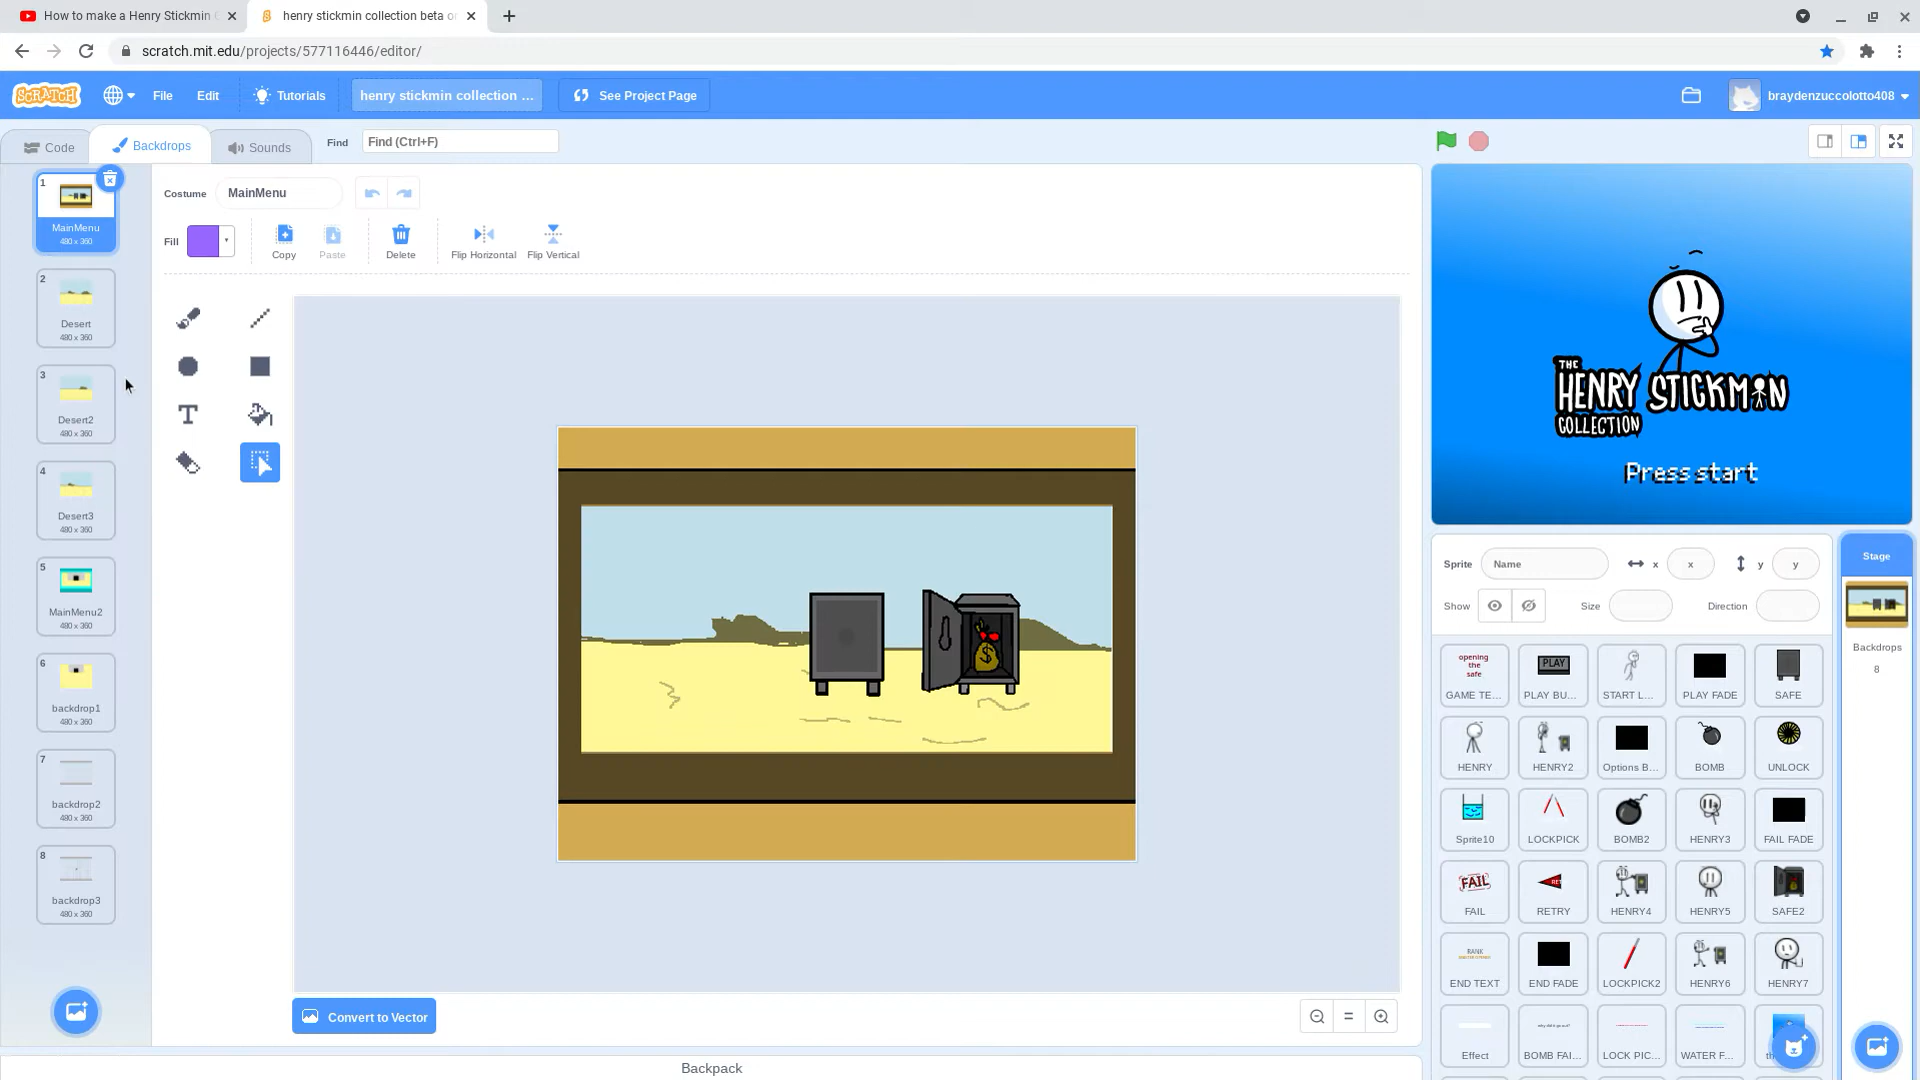 How to make a Henry Stickmin
henry stickmin collection beta or
scratch.mit.edu/projects/577116446/editor/
SCRATCH
File
Edit
Tutorials
henry stickmin collection ...
See Project Page
braydenzuccolotto408
Code
Backdrops
Sounds
Find
Find (Ctrl+F)
1
MainMenu
480 x 360
2
Desert
480 x 360
3
Desert2
480 x 360
4
Desert3
480 x 360
5
MainMenu2
480 x 360
6
backdrop1
480 x 360
7
backdrop2
480 x 360
8
backdrop3
480 x 360
Costume
MainMenu
Fill
Copy
Paste
Delete
Flip Horizontal
Flip Vertical
T
$
Convert to Vector
Backpack
THE
HENRY STICKMIN
COLLECTION
Press start
Sprite
Name
x
x
y
y
Show
Size
Direction
Stage
Backdrops
8
opening
the
safe
GAME TE...
PLAY
PLAY BU...
START L...
PLAY FADE
SAFE
HENRY
HENRY2
Options B...
BOMB
UNLOCK
Sprite10
LOCKPICK
BOMB2
HENRY3
FAIL FADE
FAIL
FAIL
RET
RETRY
HENRY4
HENRY5
SAFE2
RANK
END TEXT
END FADE
LOCKPICK2
HENRY6
HENRY7
Effect
BOMB FAI...
LOCK PIC...
WATER F...
th